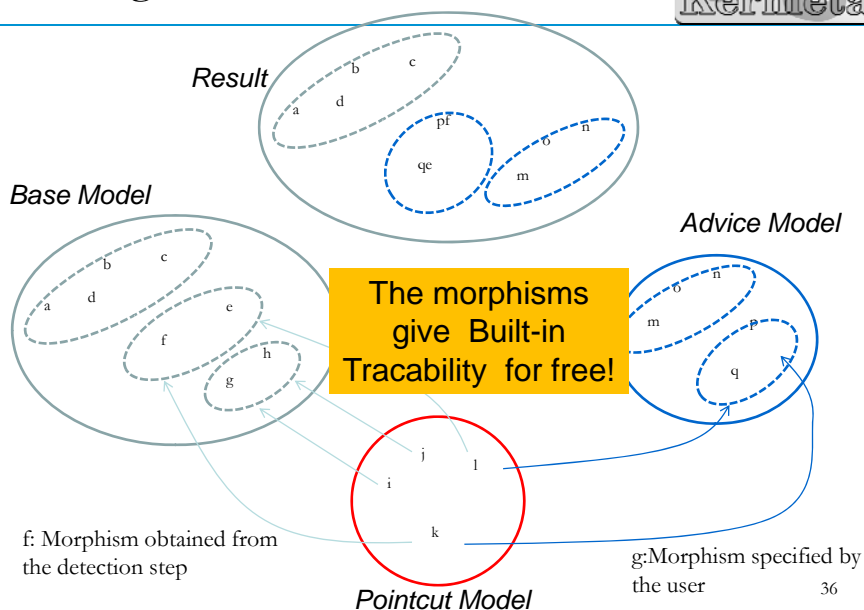 Kermeta
Result
b
c
a
d
pf
qe
o
n
m
Base Model
Advice Model
b
c
a
d
e
f
h
g
The morphisms
give Built-in
Tracability for free!
o
n
m
p
q
j
l
i
k
f: Morphism obtained from
the detection step
g:Morphism specified by
the user
36
Pointcut Model